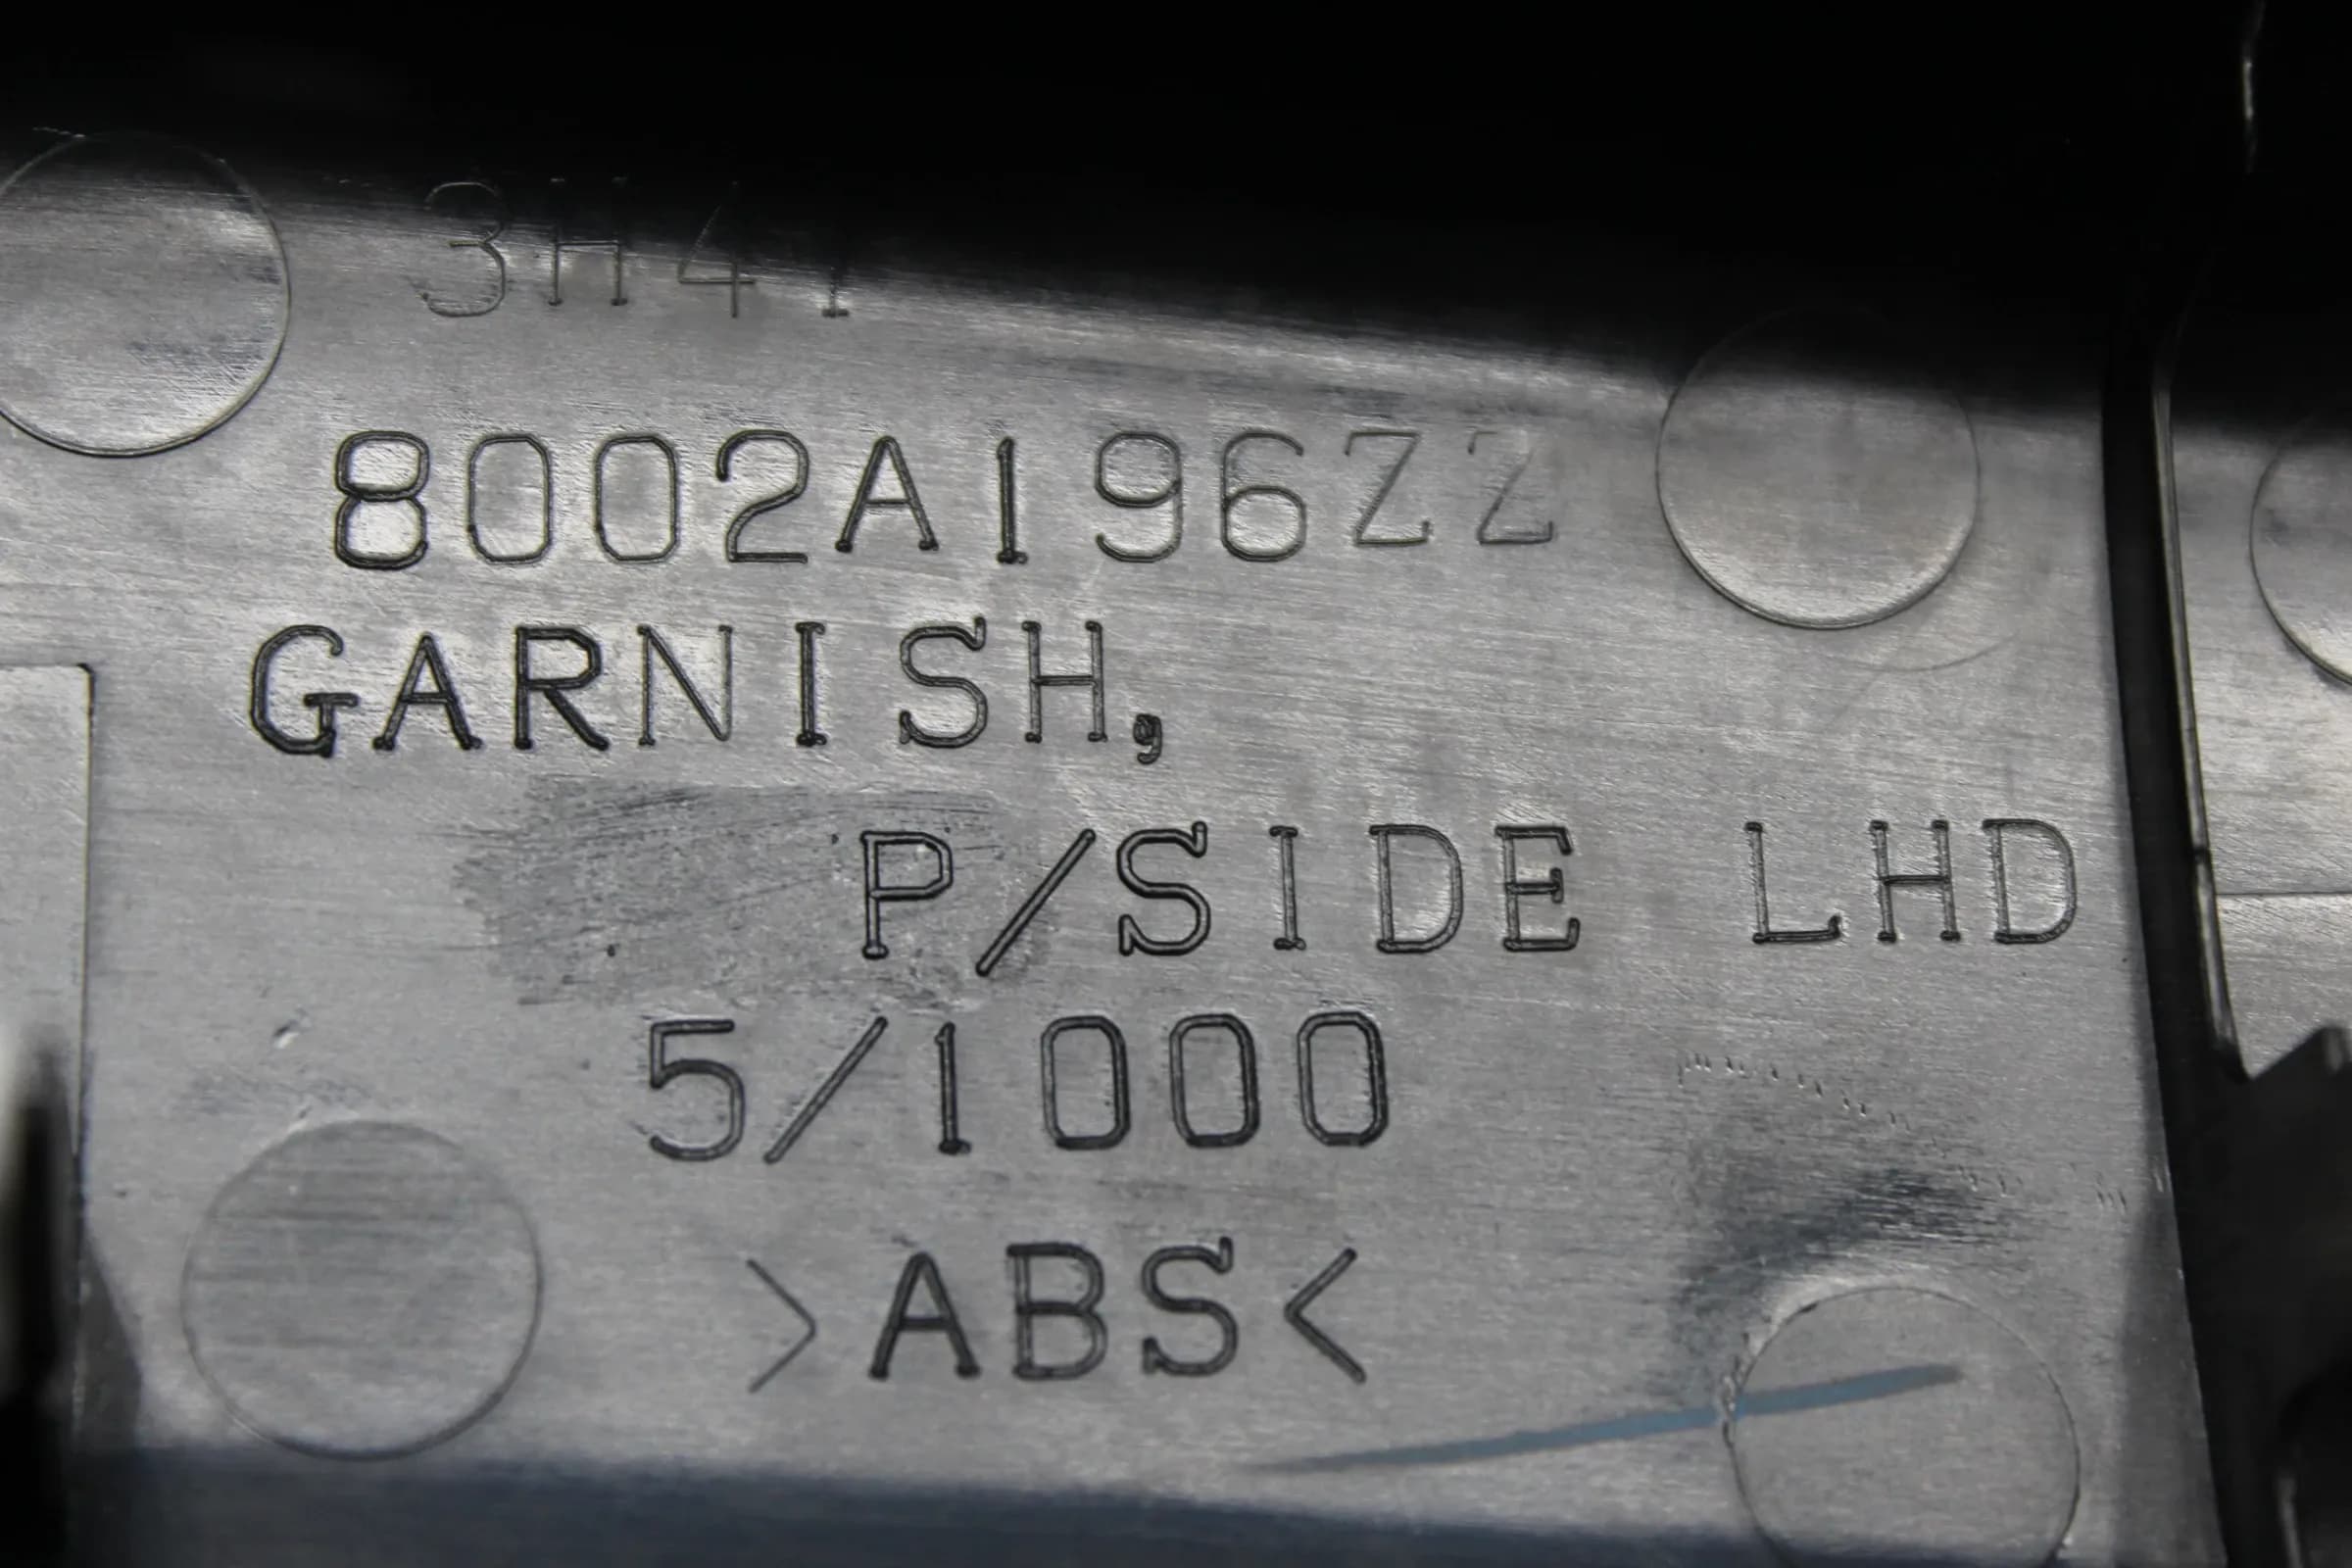 3H41
8002A196ZZ
GARNISH,
P/SIDE LHD
5/1000
>ABS<